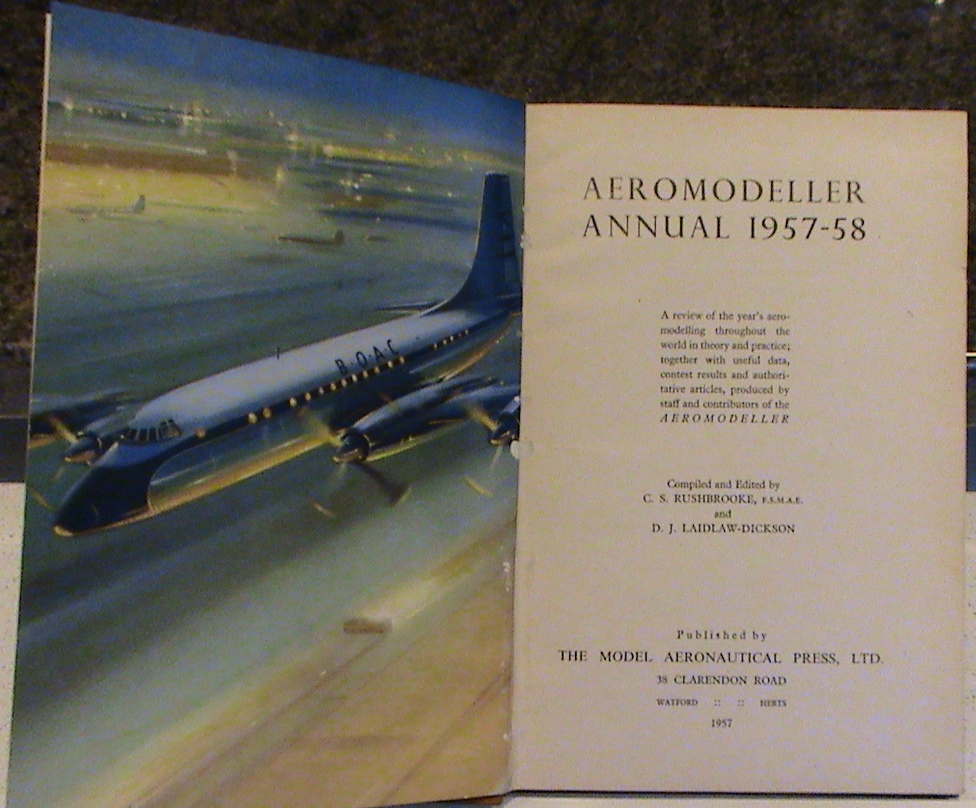 B·O·A·C
AEROMODELLER
ANNUAL 1957-58
A review of the year's aero-
modelling throughout the
world in theory and practice;
together with useful data,
contest results and authori-
tative articles, produced by
staff and contributors of the
AEROMODELLER
Compiled and Edited by
C. S. RUSHBROOKE, F.S.M.A.E.
and
D. J. LAIDLAW-DICKSON
Published by
THE MODEL AERONAUTICAL PRESS, LTD.
38 CLARENDON ROAD
WATFORD :: :: HERTS
1957